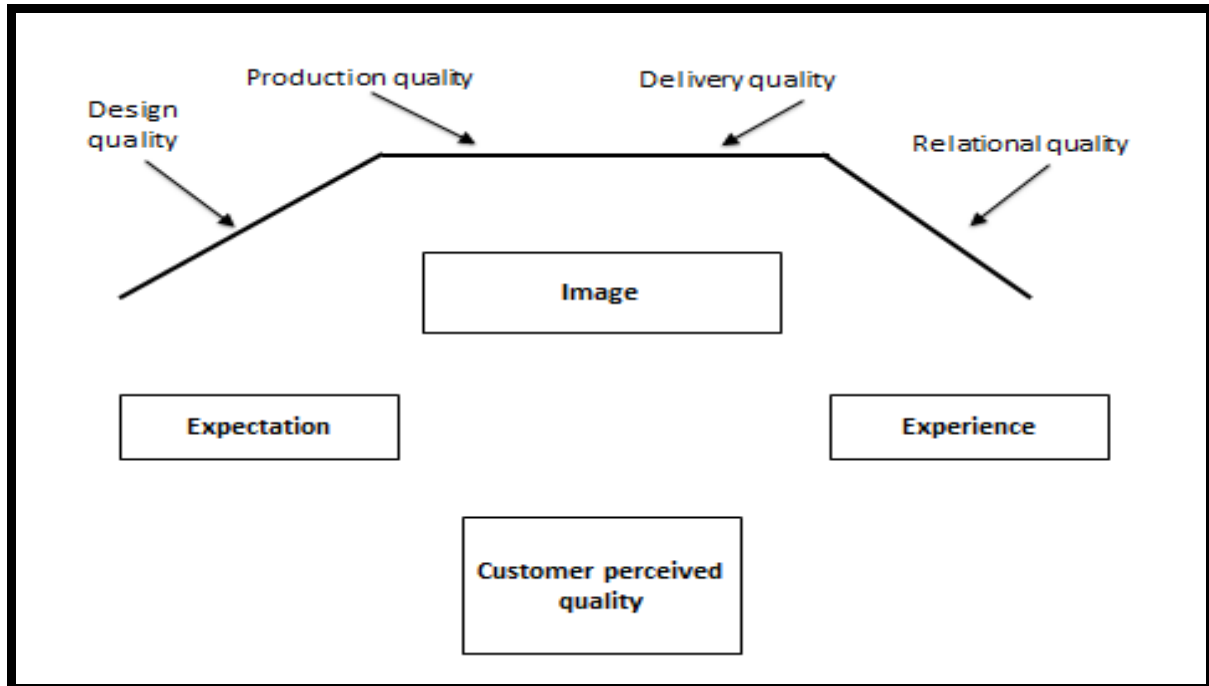 Production quality
Delivery quality
Design
quality
Relational quality
Image
Expectation
Experience
Customer perceived
quality